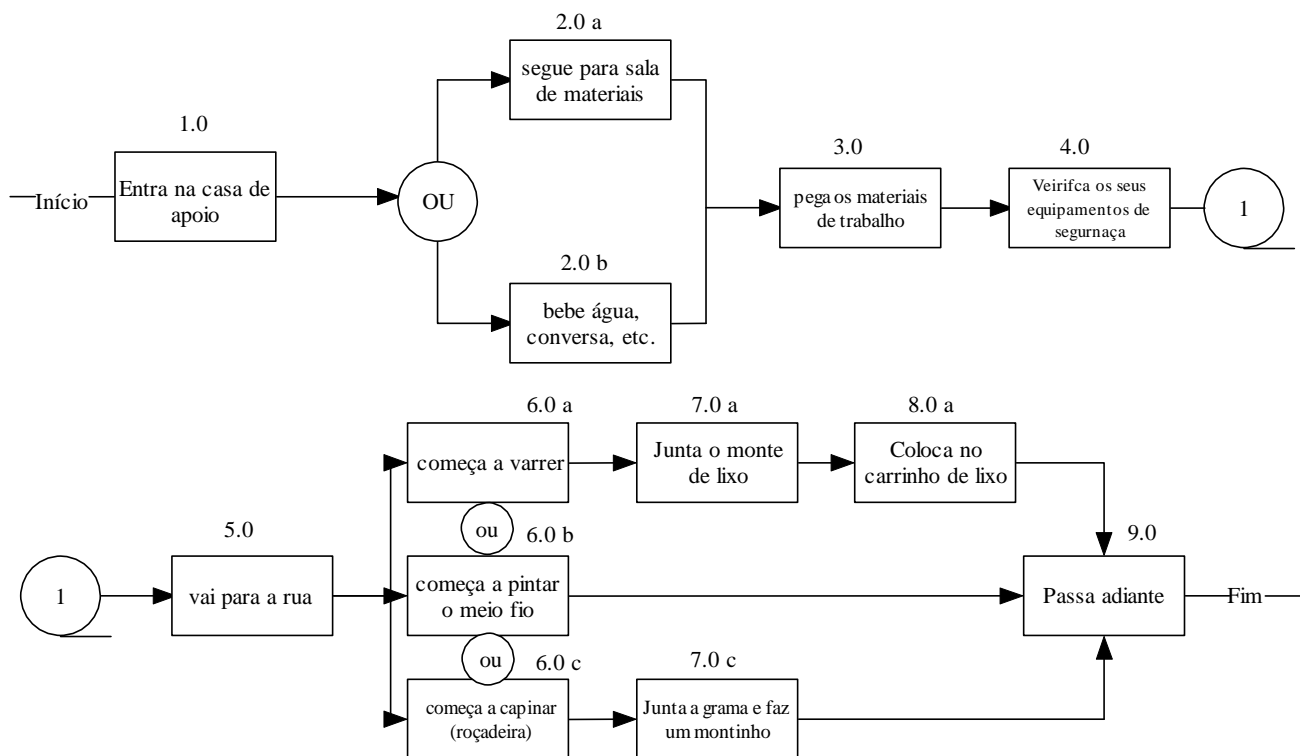 2.0 a
segue para sala
de materiais
1.0
Início
Entra na casa de
apoio
OU
2.0 b
bebe água,
conversa, etc.
3.0
pega os materiais
de trabalho
4.0
Veirifca os seus
equipamentos de
segurnaça
1
1
5.0
vai para a rua
6.0 a
começa a varrer
7.0 a
Junta o monte
de lixo
8.0 a
Coloca no
carrinho de lixo
ou
6.0 b
começa a pintar
o meio fio
ou
6.0 c
começa a capinar
(roçadeira)
7.0 c
Junta a grama e faz
um montinho
9.0
Passa adiante
Fim